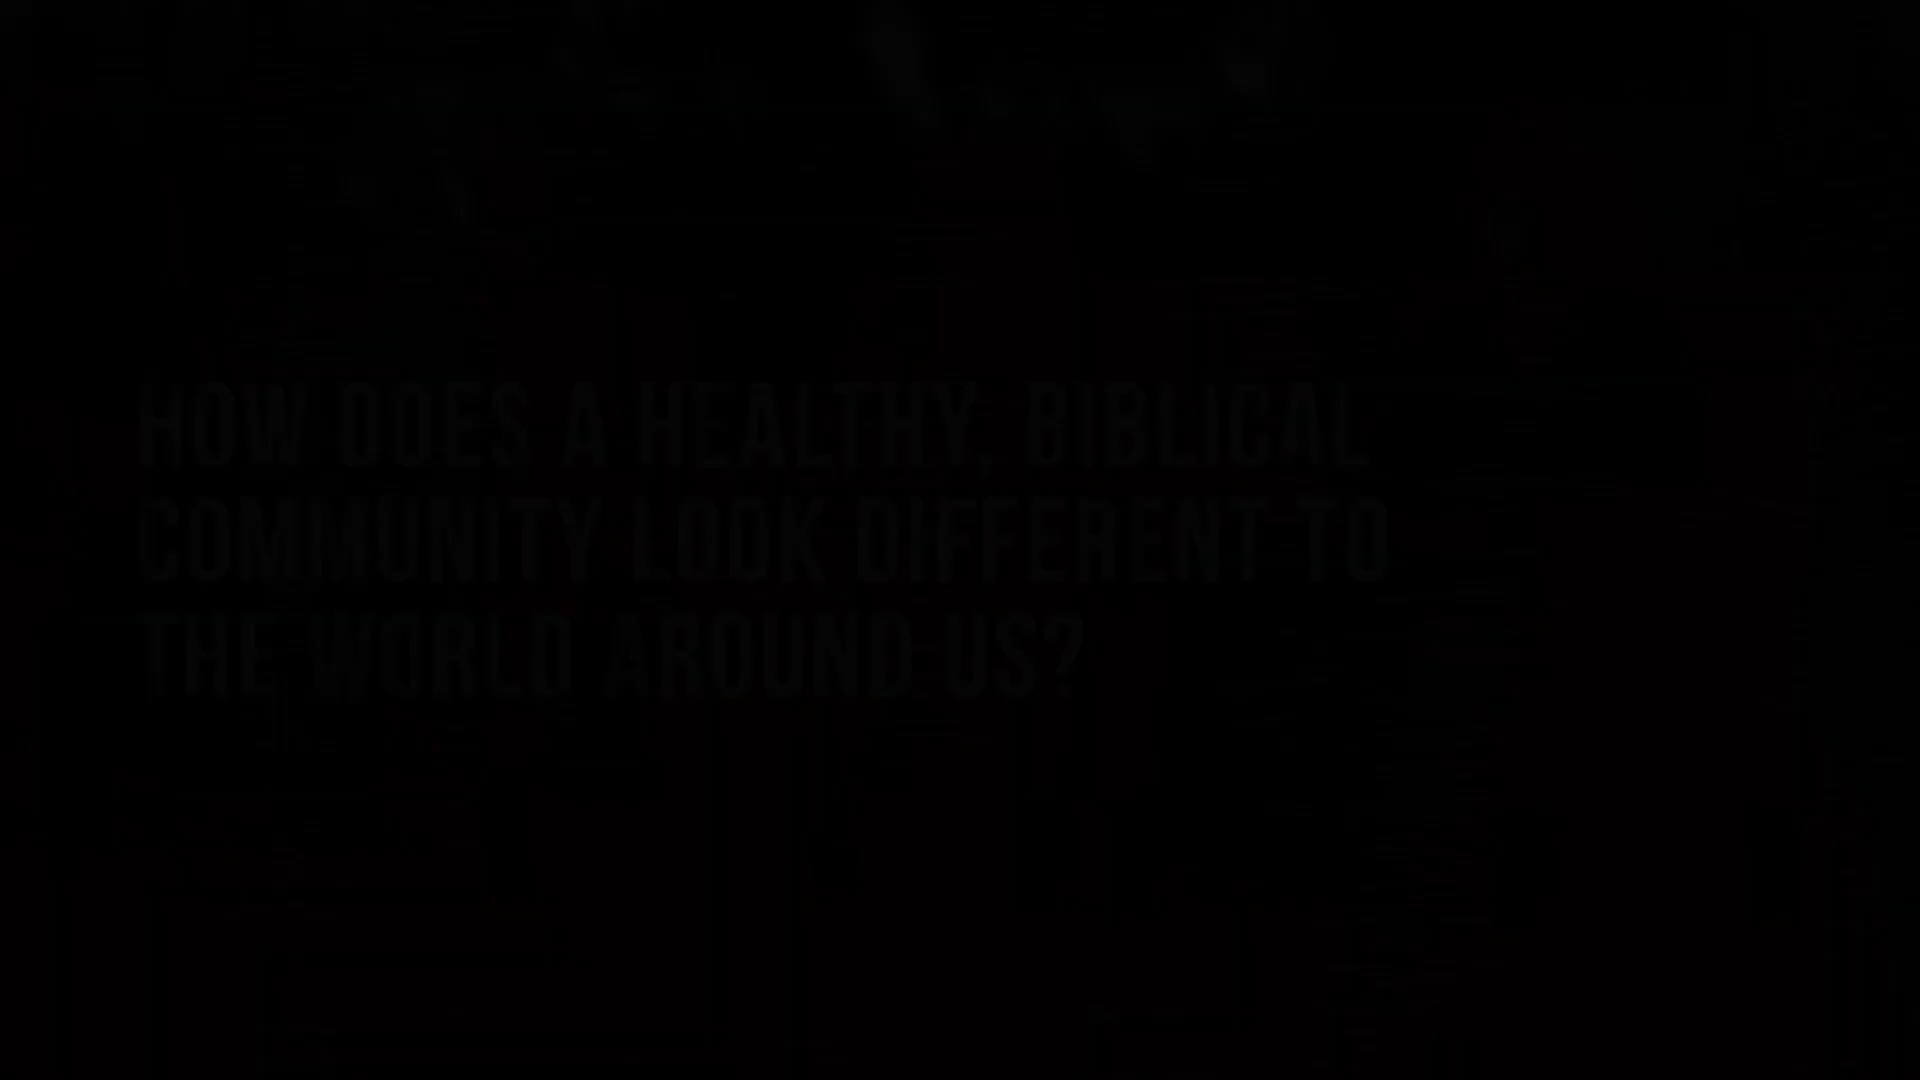 HOW DOES A HEALTHY, BIBLICAL
COMMUNITY LOOK DIFFERENT TO
THE WORLD AROUND US?